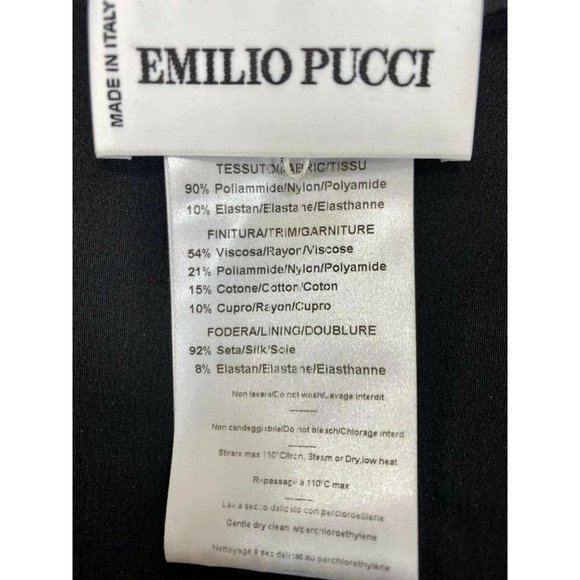 MADE IN ITALY
EMILIO PUCCI
TESSUTO/FABRIC/TISSU
90% Poliammide/Nylon/Polyamide
10% Elastan/Elastane/Elasthanne
FINITURA/TRIM/GARNITURE
54% Viscosa/Rayon/Viscose
21% Poliammide/Nylon/Polyamide
15% Cotone/Cotton/Coton
10% Cupro/Rayon/Cupro
FODERA/LINING/DOUBLURE
92% Seta/Silk/Soie
8% Elastan/Elastane/Elasthanne
Non lavare/Do not wash/Lavage interdit
Non candeggiabile/Do not bleach/Chlorage interd
Stirare max 110°C/Iron, Steam or Dry, low heat
Repassage à 110°C max
Lava secco delicato con percloroetilene
Gentle dry clean w/perchloroethylene
Nettoyage à sec délicat au perchloréthylène